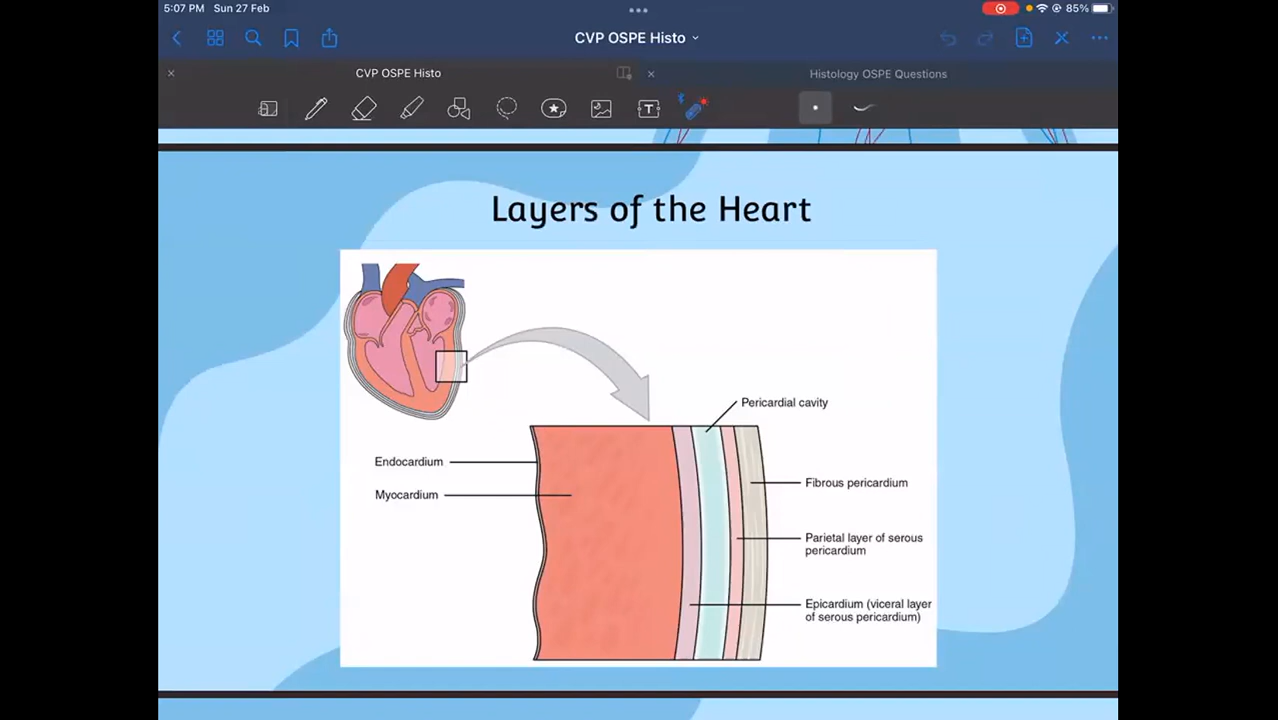 5:07 PM Sun 27 Feb
85%
CVP OSPE Histo
CVP OSPE Histo
Histology OSPE Questions
Layers of the Heart
Pericardial cavity
Endocardium
Myocardium
Fibrous pericardium
Parietal layer of serous
pericardium
Epicardium (viceral layer
of serous pericardium)